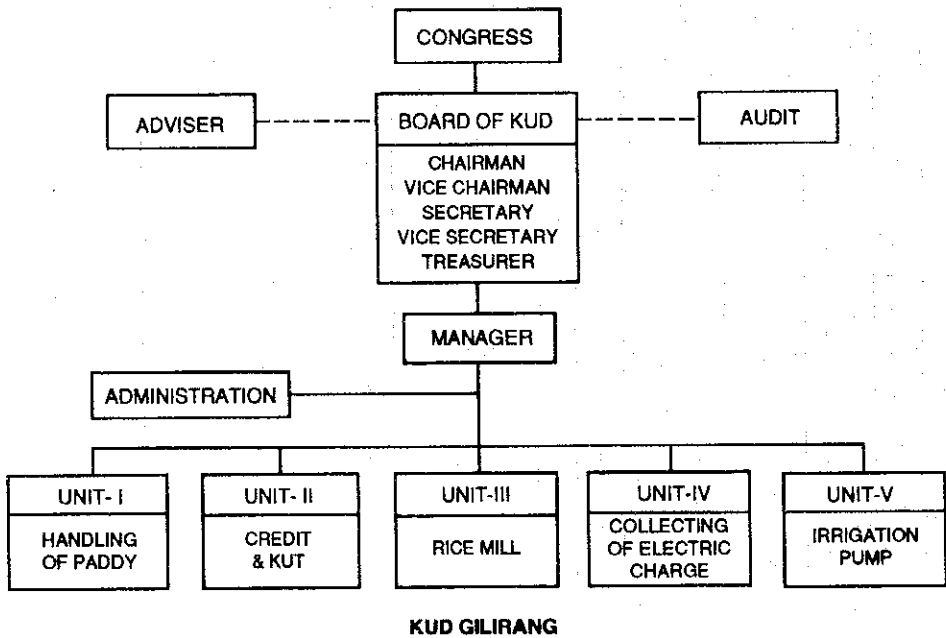 CONGRESS
ADVISER
BOARD OF KUD
AUDIT
CHAIRMAN
VICE CHAIRMAN
SECRETARY
VICE SECRETARY
TREASURER
MANAGER
ADMINISTRATION
UNIT- I
HANDLING
OF PADDY
UNIT- II
CREDIT
& KUT
UNIT-III
RICE MILL
UNIT-IV
COLLECTING
OF ELECTRIC
CHARGE
UNIT-V
IRRIGATION
PUMP
KUD GILIRANG